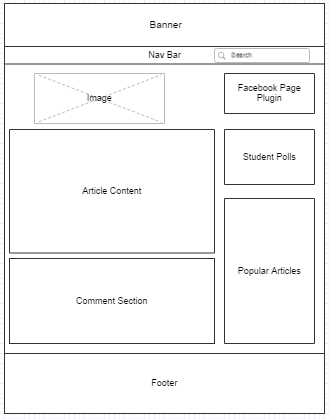 Banner
Nav Bar
Search
Image
Facebook Page
Plugin
Article Content
Student Polls
Popular Articles
Comment Section
Footer